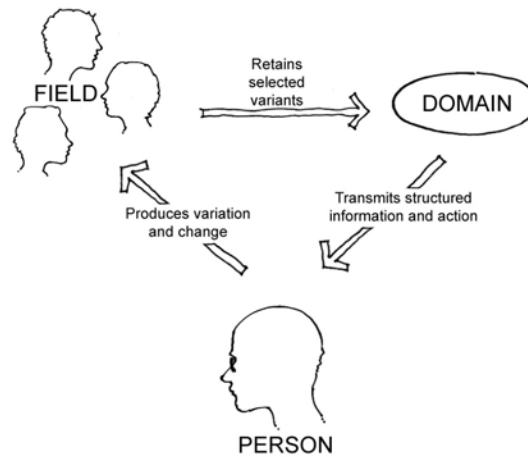 FIELD
Retains
selected
variants
DOMAIN
Produces variation
and change
Transmits structured
information and action
PERSON